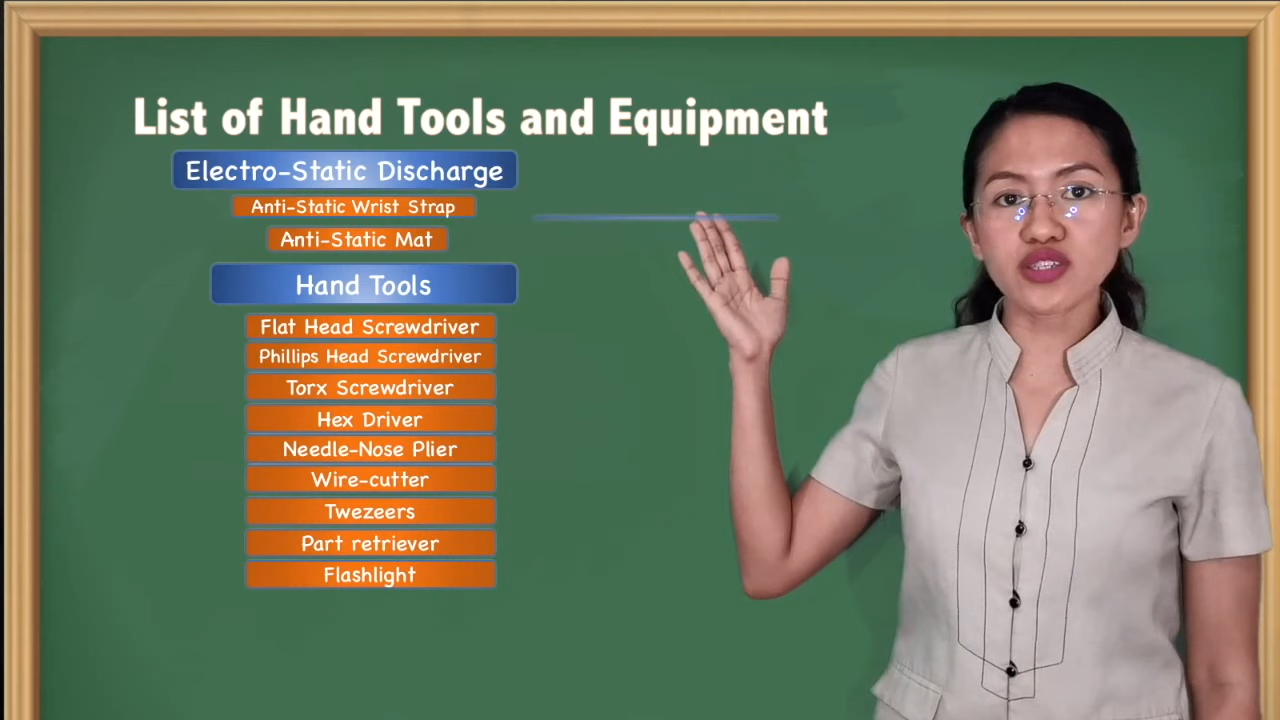 List of Hand Tools and Equipment
Electro-Static Discharge
Anti-Static Wrist Strap
Anti-Static Mat
Hand Tools
Flat Head Screwdriver
Phillips Head Screwdriver
Torx Screwdriver
Hex Driver
Needle-Nose Plier
Wire-cutter
Twezeers
Part retriever
Flashlight